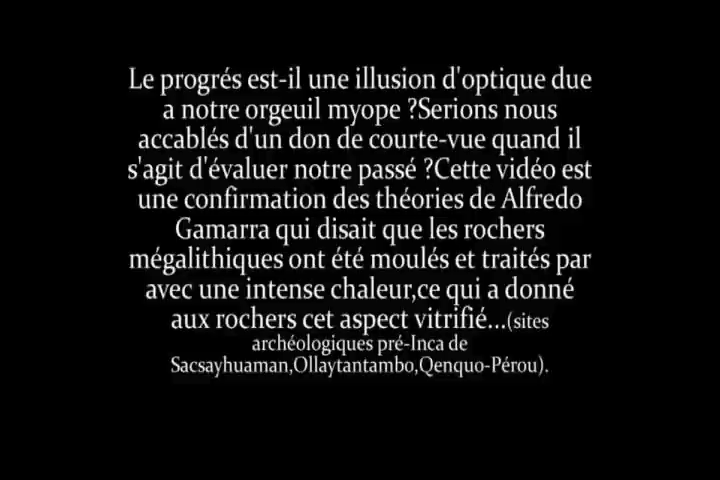 Le progrés est-il une illusion d'optique due
a notre orgeuil myope ?Serions nous
accablés d'un don de courte-vue quand il
s'agit d'évaluer notre passé ?Cette vidéo est
une confirmation des théories de Alfredo
Gamarra qui disait que les rochers
mégalithiques ont été moulés et traités par
avec une intense chaleur,ce qui a donné
aux rochers cet aspect vitrifié...(sites
archéologiques pré-Inca de
Sacsayhuaman,Ollaytantambo,Qenquo-Pérou).